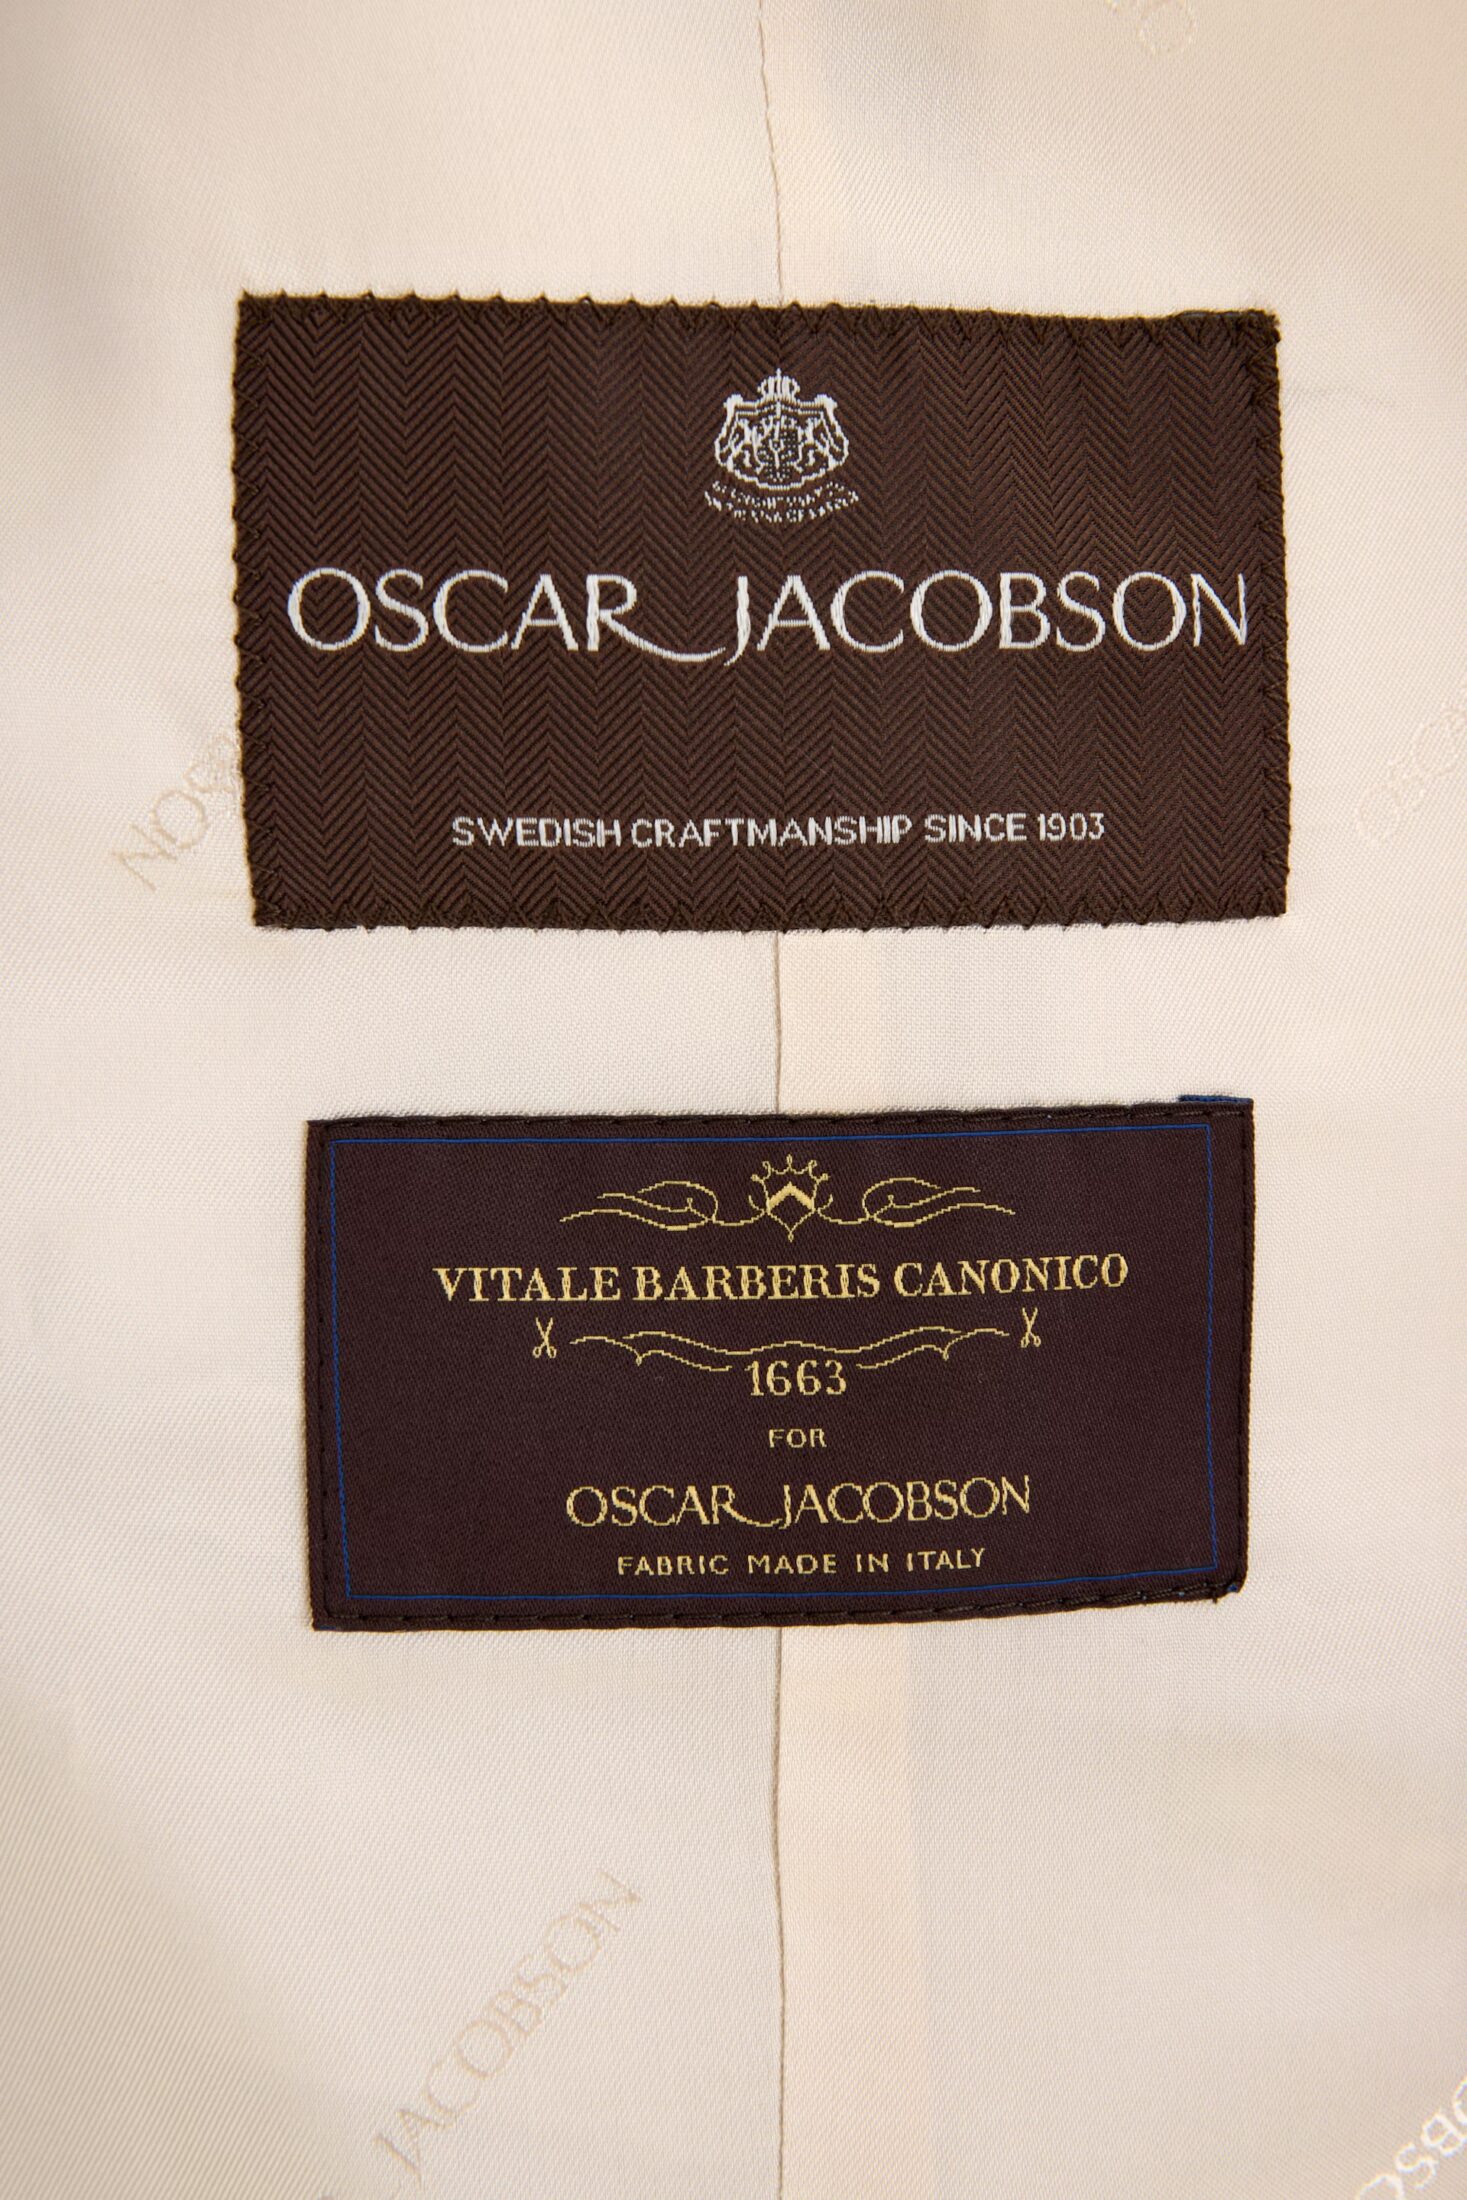 OSCAR JACOBSON
SWEDISH CRAFTMANSHIP SINCE 1903
VITALE BARBERIS CANONICO
1663
FOR
OSCAR JACOBSON
FABRIC MADE IN ITALY
JACOBSON